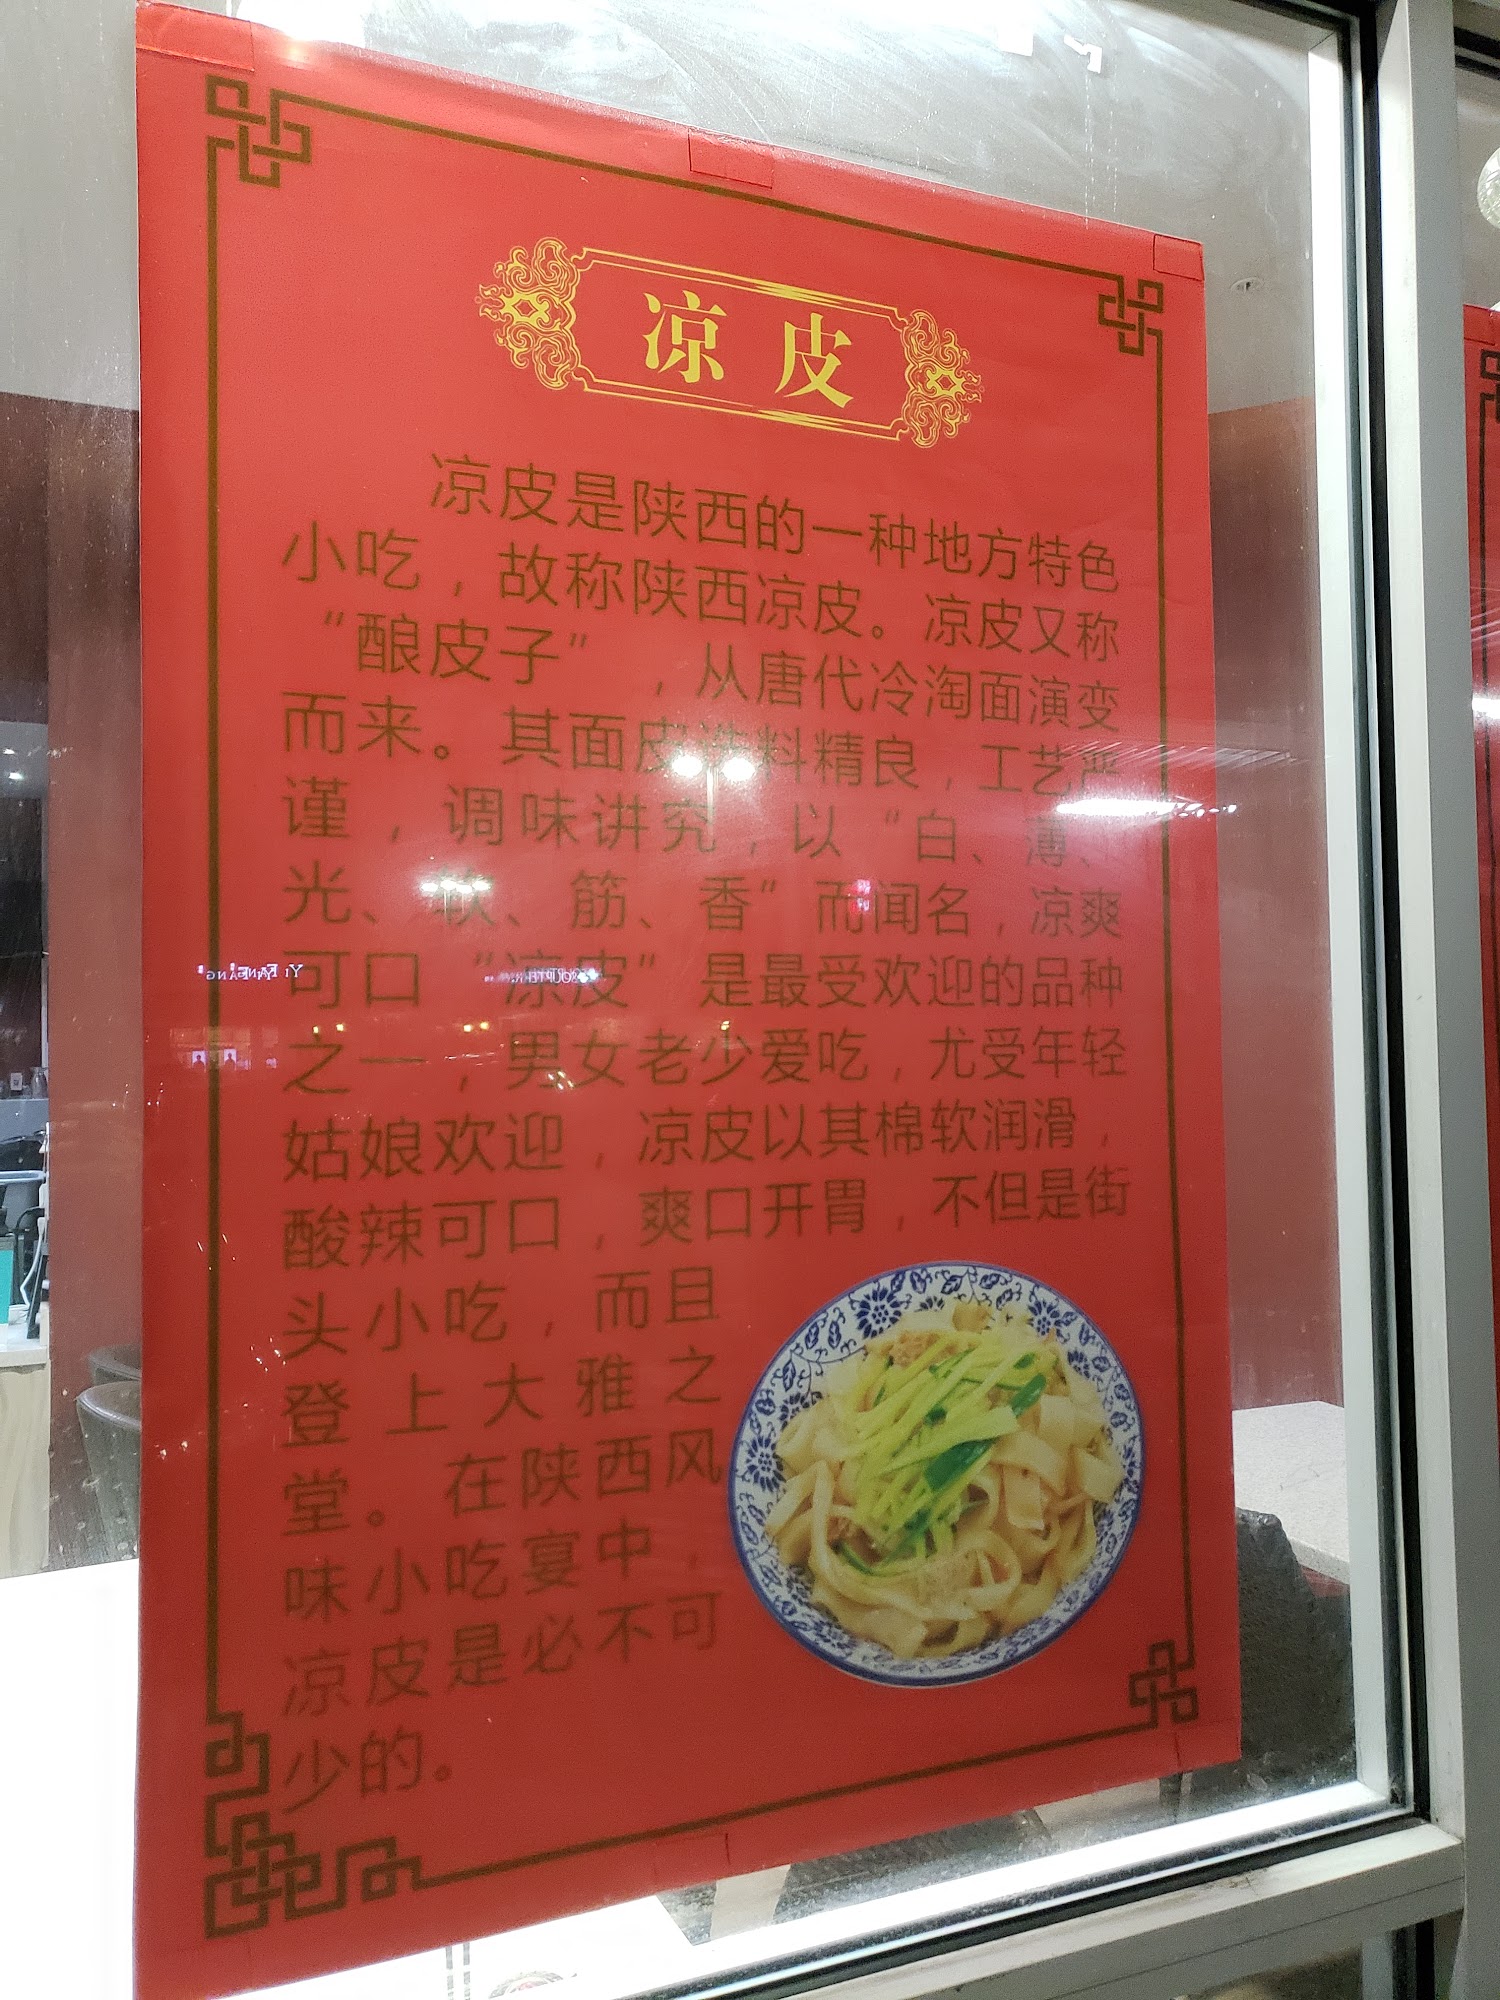 凉皮
凉皮是陕西的一种地方特色
小吃，故称陕西凉皮。凉皮又称
“酿皮子”，从唐代冷淘面演变
而来。其面皮选料精良，工艺严
谨，调味讲究，以“白、薄、
光、软、筋、香”而闻名，凉爽
可口“凉皮”是最受欢迎的品种
之一，男女老少爱吃，尤受年轻
姑娘欢迎，凉皮以其棉软润滑，
酸辣可口，爽口开胃，不但是街
头小吃，而且
登上大雅之
堂。在陕西风
味小吃宴中，
凉皮是必不可
少的。